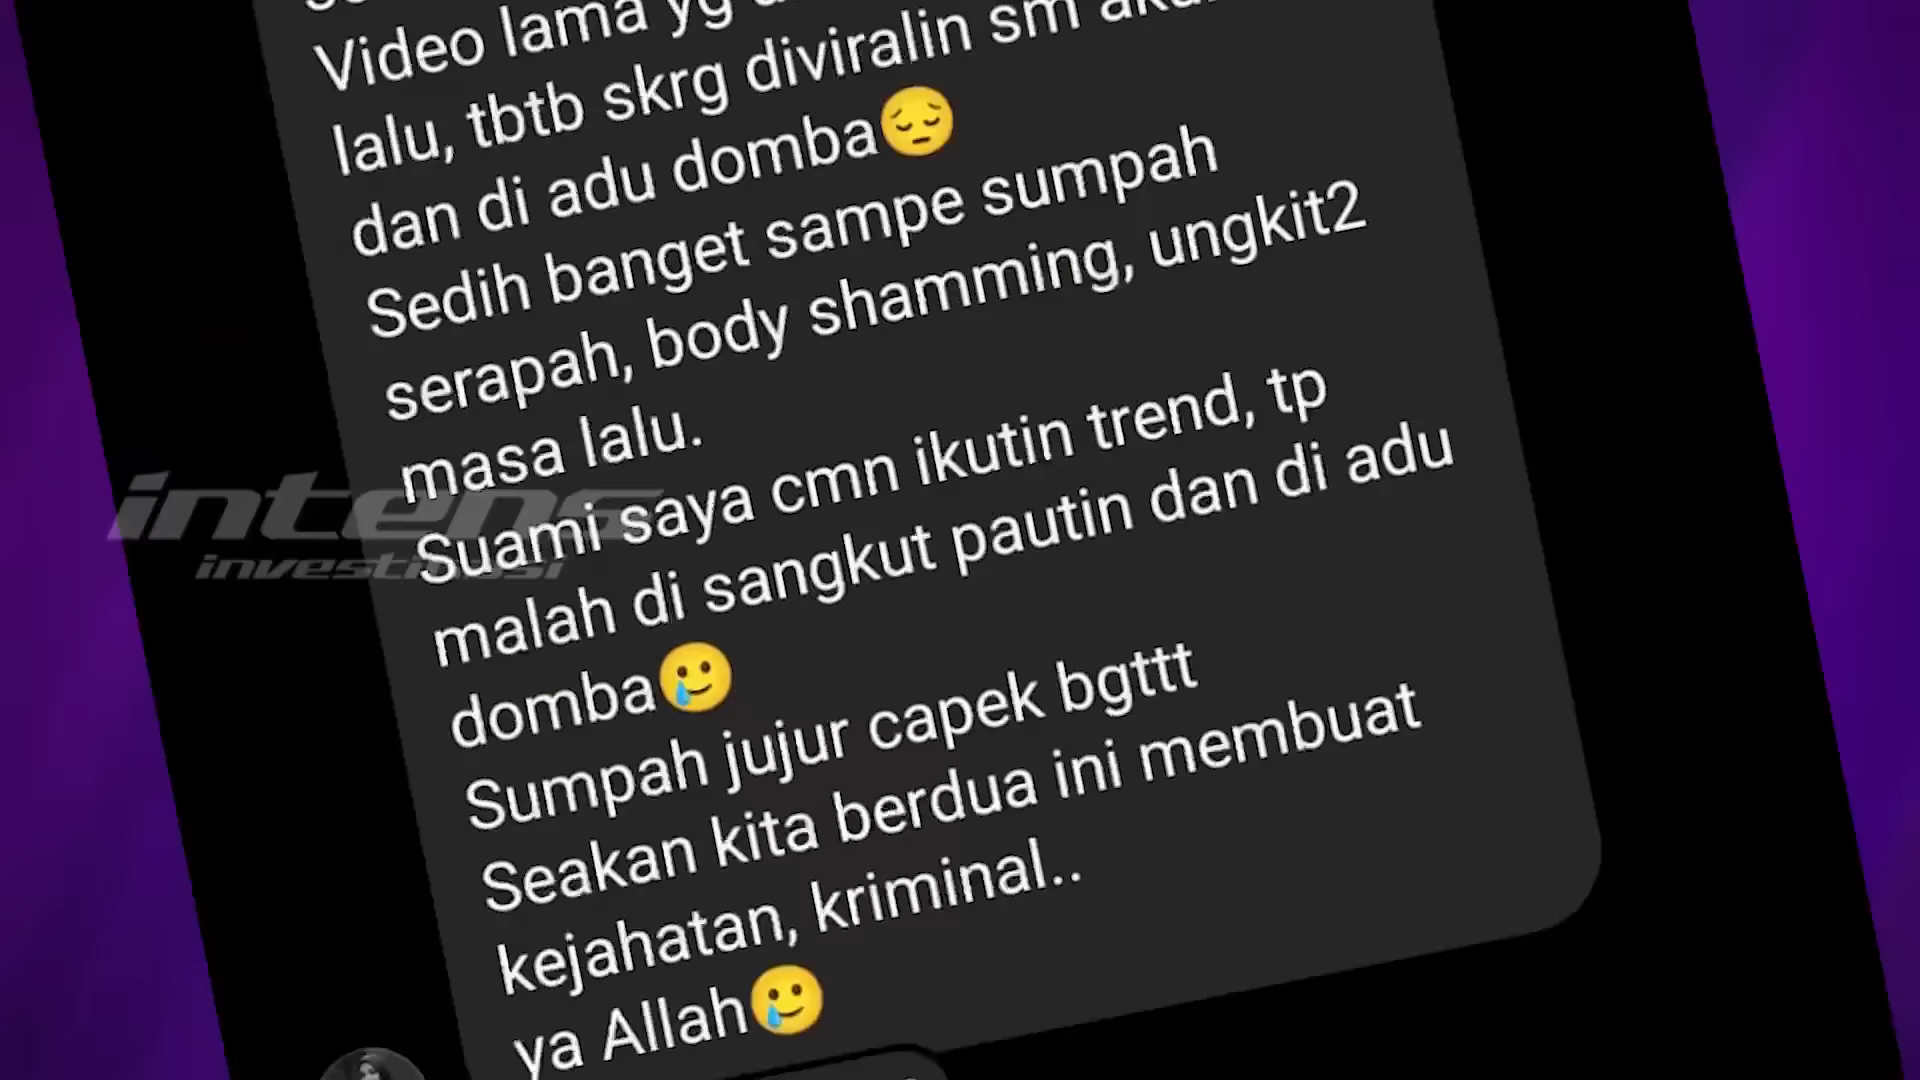 Video lama yg
lalu, tbtb skrg diviralin sm
dan di adu domba😔
Sedih banget sampe sumpah
serapah, body shamming, ungkit2
masa lalu.
Suami saya cmn ikutin trend, tp
malah di sangkut pautin dan di adu
domba🥲
Sumpah jujur capek bgttt
Seakan kita berdua ini membuat
kejahatan, kriminal..
ya Allah🥲
intens
investigasi